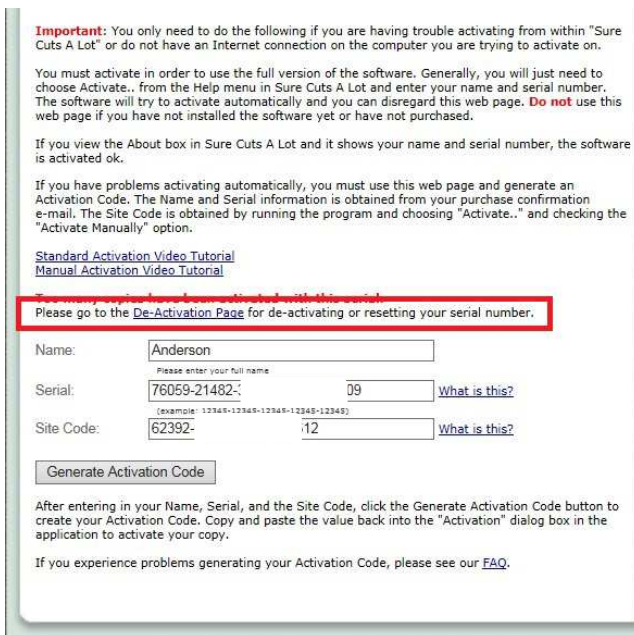 Important: You only need to do the following if you are having trouble activating from within "Sure
Cuts A Lot" or do not have an Internet connection on the computer you are trying to activate on.
You must activate in order to use the full version of the software. Generally, you will just need to
choose Activate.. from the Help menu in Sure Cuts A Lot and enter your name and serial number.
The software will try to activate automatically and you can disregard this web page. Do not use this
web page if you have not installed the software yet or have not purchased.
If you view the About box in Sure Cuts A Lot and it shows your name and serial number, the software
is activated ok.
If you have problems activating automatically, you must use this web page and generate an
Activation Code. The Name and Serial information is obtained from your purchase confirmation
e-mail. The Site Code is obtained by running the program and choosing "Activate.." and checking the
"Activate Manually" option.
Standard Activation Video Tutorial
Manual Activation Video Tutorial
Too many copies have been activated with this serial.
Please go to the De-Activation Page for de-activating or resetting your serial number.
Name: Anderson
Please enter your full name
Serial: 76059-21482- 09 What is this?
(example: 12345-12345-12345-12345-12345)
Site Code: 62392- 12 What is this?
Generate Activation Code
After entering in your Name, Serial, and the Site Code, click the Generate Activation Code button to
create your Activation Code. Copy and paste the value back into the "Activation" dialog box in the
application to activate your copy.
If you experience problems generating your Activation Code, please see our FAQ.